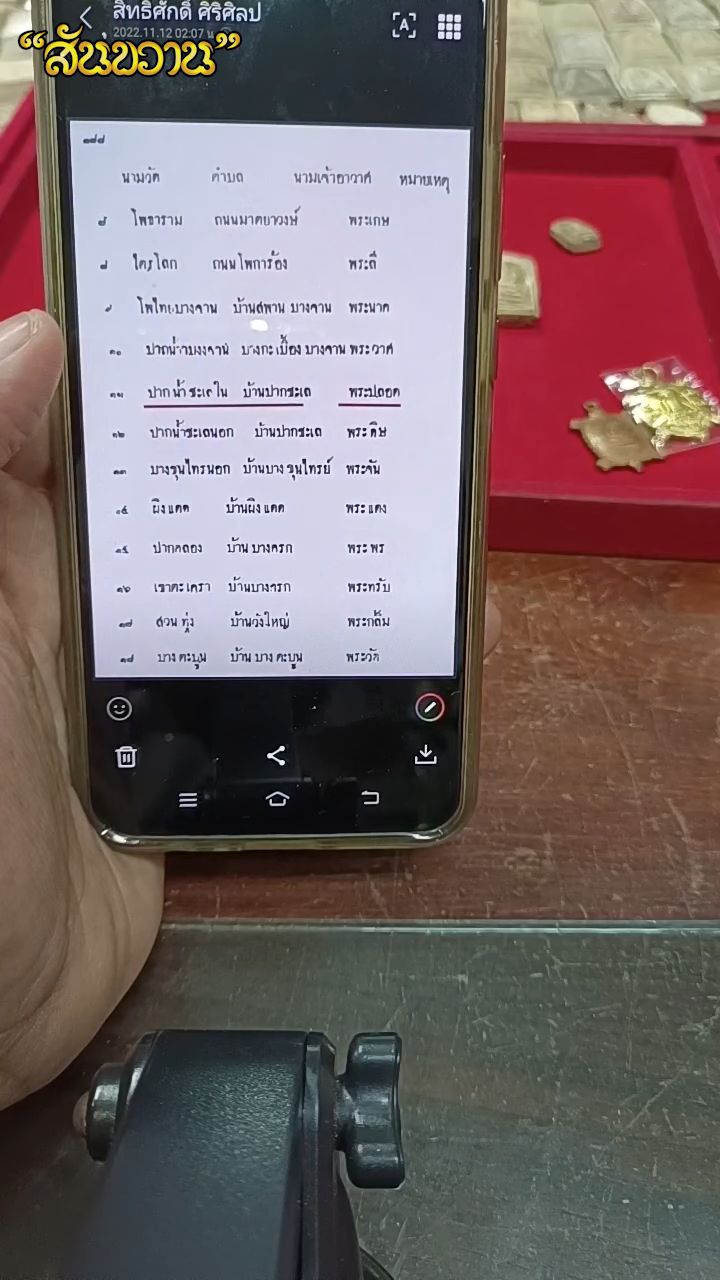 สิทธิศักดิ์ ศิริศิลป
2022.11.12 02:07 น
“สันขวาน”
๑๙๘
นามวัด ตำบล นามเจ้าอาวาศ หมายเหตุ
๗ โพธาราม ถนนมาตยาวงษ์ พระเกษ
๘ ไตรโลก ถนนโพการ้อง พระถี
๙ โพไทยบางจาน บ้านสพาน บางจาน พระนาค
๑๐ ปากน้ำบางจาน บางกะเบื้อง บางจาน พระวาศ
๑๑ ปากน้ำ ชะเลใน บ้านปากชะเล พระปลอด
๑๒ ปากน้ำชะเลนอก บ้านปากชะเล พระดิษ
๑๓ บางขุนไทรนอก บ้านบางขุนไทรย์ พระจัน
๑๔ ผิงแดด บ้านผิงแดด พระแดง
๑๕ ปากคลอง บ้านบางครก พระพร
๑๖ เขาตะเครา บ้านบางครก พระทรับ
๑๗ สวนทุ่ง บ้านวังใหญ่ พระกลิ่ม
๑๘ บางตะบูน บ้านบางตะบูน พระวัด